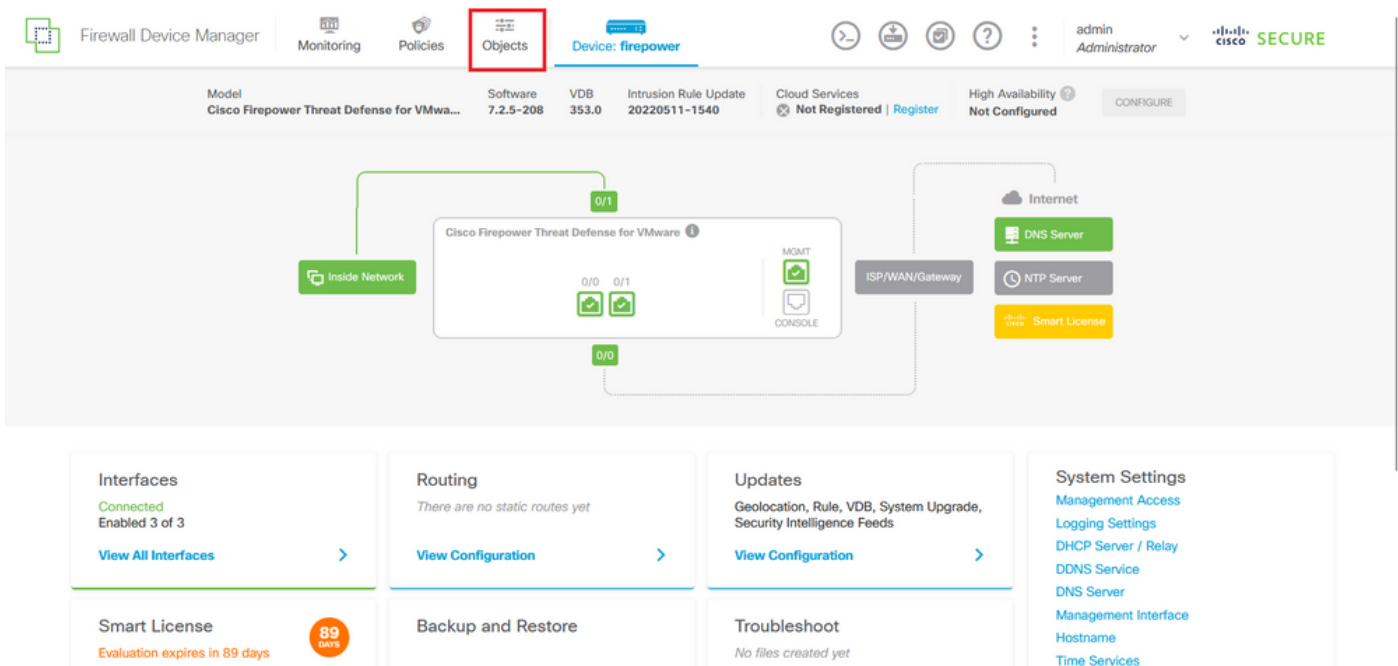 Firewall Device Manager
Monitoring
Policies
Objects
Device: firepower
admin
Administrator
CISCO SECURE
Model
Cisco Firepower Threat Defense for VMwa...
Software
7.2.5-208
VDB
353.0
Intrusion Rule Update
20220511-1540
Cloud Services
Not Registered | Register
High Availability
Not Configured
CONFIGURE
0/1
Internet
Cisco Firepower Threat Defense for VMware
DNS Server
MGMT
Inside Network
0/0 0/1
ISP/WAN/Gateway
NTP Server
CONSOLE
Smart License
0/0
Interfaces
Connected
Enabled 3 of 3
View All Interfaces
Routing
There are no static routes yet
View Configuration
Updates
Geolocation, Rule, VDB, System Upgrade,
Security Intelligence Feeds
View Configuration
System Settings
Management Access
Logging Settings
DHCP Server / Relay
DDNS Service
DNS Server
Management Interface
Hostname
Time Services
Smart License
Evaluation expires in 89 days
89
DAYS
Backup and Restore
Troubleshoot
No files created yet